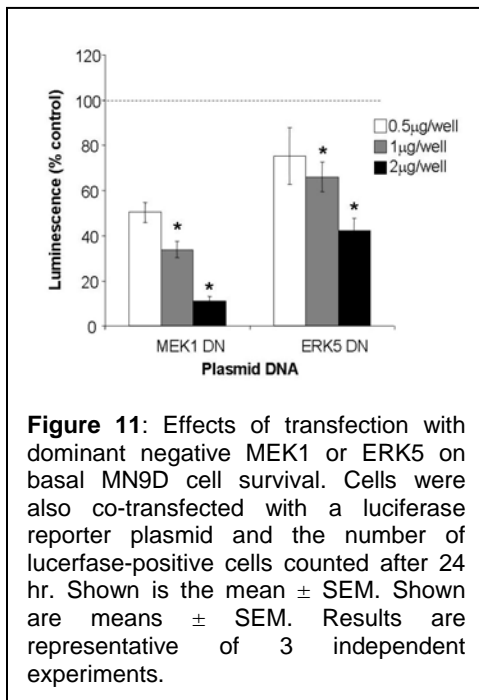 120
100
80
60
40
20
0
Luminescence (% control)
0.5µg/well
1µg/well
2µg/well
*
*
*
*
MEK1 DN
ERK5 DN
Plasmid DNA
Figure 11: Effects of transfection with
dominant negative MEK1 or ERK5 on
basal MN9D cell survival. Cells were
also co-transfected with a luciferase
reporter plasmid and the number of
lucerfase-positive cells counted after 24
hr. Shown is the mean ± SEM. Shown
are means ± SEM. Results are
representative of 3 independent
experiments.